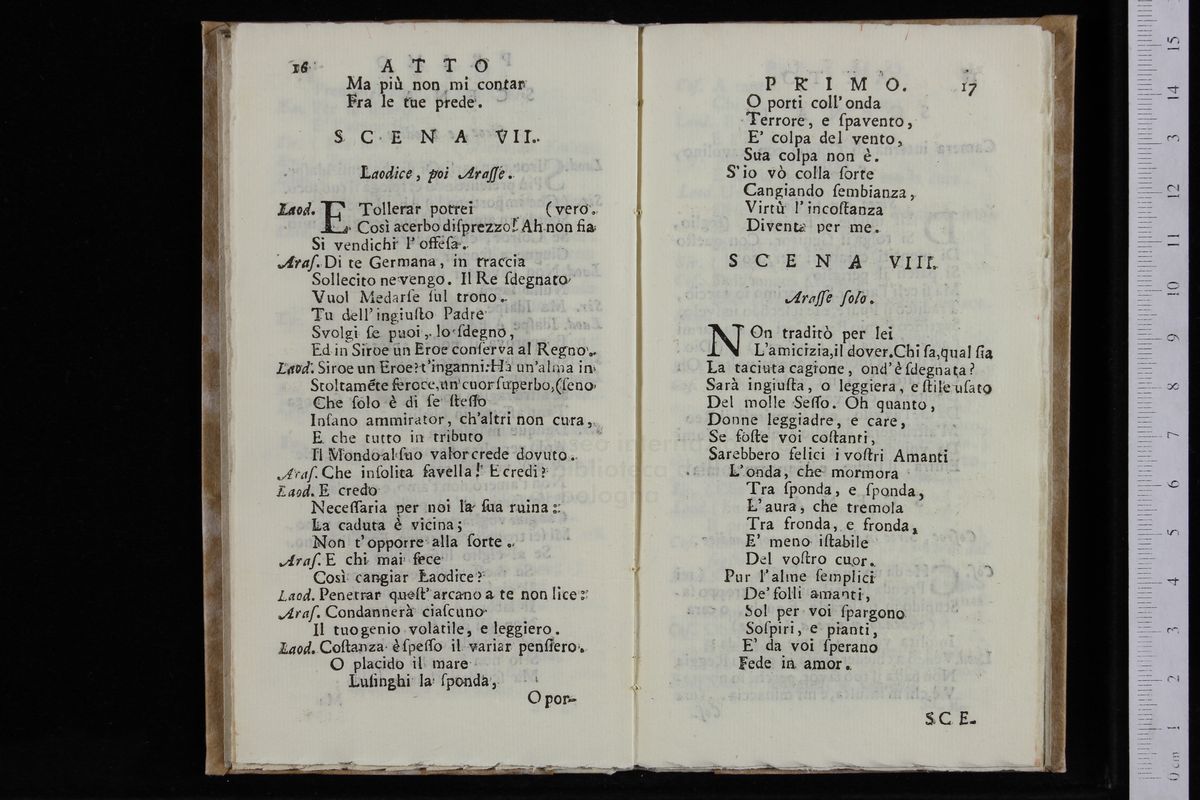 16 ATTO
Ma più non mi contar
Fra le tue prede.
SCENA VII.
Laodice, poi Araſſe.
Laod. E Tollerar potrei (vero.
Così acerbo diſprezzo! Ah non fia
Si vendichi l'offeſa.
Araſ. Di te Germana, in traccia
Sollecito ne vengo. Il Re ſdegnato
Vuol Medarſe ſul trono.
Tu dell'ingiuſto Padre
Svolgi ſe puoi, lo ſdegno,
Ed in Siroe un Eroe conſerva al Regno.
Laod. Siroe un Eroe? t'inganni: Hà un'alma in
Stoltamẽte feroce, un cuor ſuperbo, (ſeno
Che ſolo è di ſe ſteſſo
Inſano ammirator, ch'altri non cura,
E che tutto in tributo
Il Mondo al ſuo valor crede dovuto.
Araſ. Che inſolita favella! E credi?
Laod. E credo
Neceſſaria per noi la ſua ruina:
La caduta è vicina;
Non t'opporre alla ſorte.
Araſ. E chi mai fece
Così cangiar Laodice?
Laod. Penetrar queſt'arcano a te non lice:
Araſ. Condannerà ciaſcuno
Il tuo genio volatile, e leggiero.
Laod. Coſtanza è ſpeſſo il variar penſiero.
O placido il mare
Luſinghi la ſponda,
O por-
PRIMO. 17
O porti coll'onda
Terrore, e ſpavento,
E' colpa del vento,
Sua colpa non è.
S'io vò colla ſorte
Cangiando ſembianza,
Virtù l'incoſtanza
Diventa per me.
SCENA VIII.
Araſſe ſolo.
NOn traditò per lei
L'amicizia, il dover. Chi ſa, qual ſia
La taciuta cagione, ond'è ſdegnata?
Sarà ingiuſta, o leggiera, e ſtile uſato
Del molle Seſſo. Oh quanto,
Donne leggiadre, e care,
Se foſte voi coſtanti,
Sarebbero felici i voſtri Amanti
L'onda, che mormora
Tra ſponda, e ſponda,
L'aura, che tremola
Tra fronda, e fronda,
E' meno iſtabile
Del voſtro cuor.
Pur l'alme ſemplici
De' folli amanti,
Sol per voi ſpargono
Soſpiri, e pianti,
E' da voi ſperano
Fede in amor.
SCE-